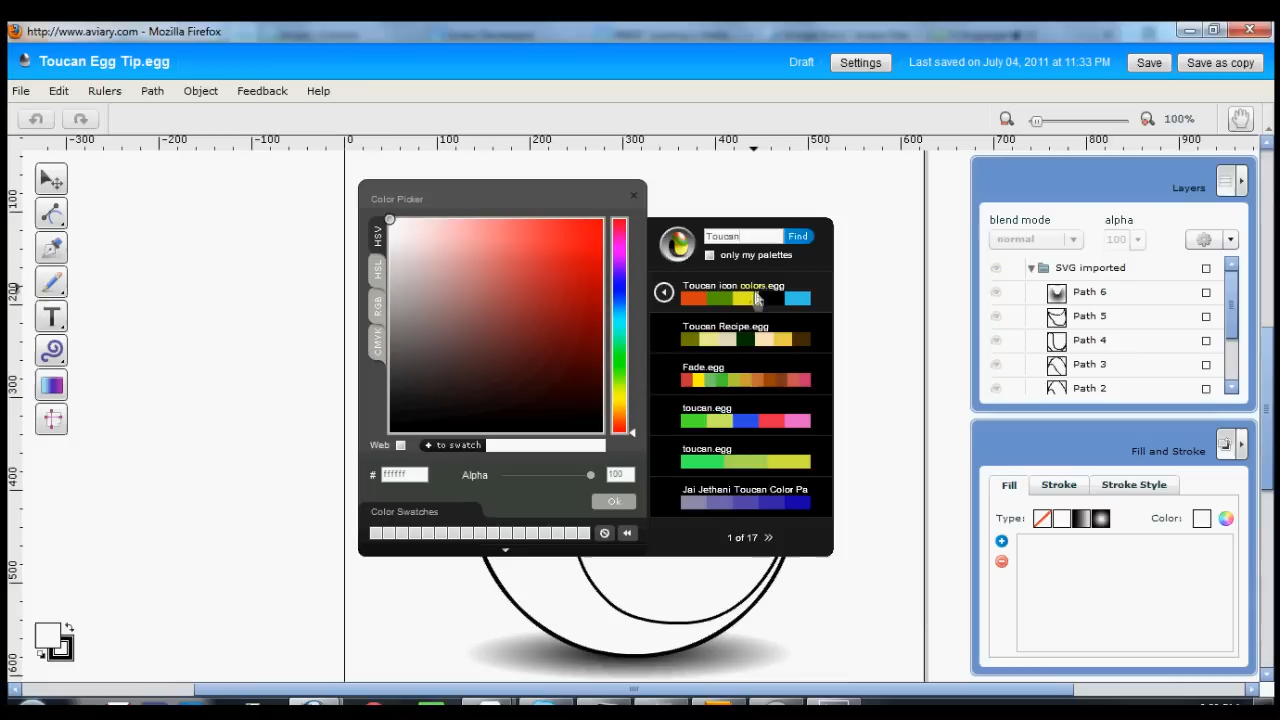 http://www.aviary.com - Mozilla Firefox
Toucan Egg Tip.egg
Draft
Settings
Last saved on July 04, 2011 at 11:33 PM
Save
Save as copy
File Edit Rulers Path Object Feedback Help
100%
-300 -200 -100 0 100 200 300 400 500 700 800 900
100
200
300
400
500
600
Color Picker
HSV
HSL
RGB
CMYK
Web
+ to swatch
# ffffff
Alpha
100
Ok
Color Swatches
Toucan
Find
only my palettes
Toucan icon colors.egg
Toucan Recipe.egg
Fade.egg
toucan.egg
toucan.egg
Jai Jethani Toucan Color Pa
1 of 17 »
Layers
blend mode
alpha
normal
100
SVG imported
Path 6
Path 5
Path 4
Path 3
Path 2
Fill and Stroke
Fill
Stroke
Stroke Style
Type:
Color: